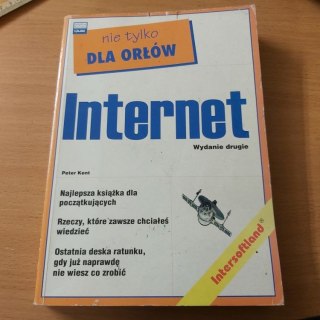 nie tylko
DLA ORŁÓW
Internet
Wydanie drugie
Peter Kent
Najlepsza książka dla
początkujących
Rzeczy, które zawsze chciałeś
wiedzieć
Ostatnia deska ratunku,
gdy już naprawdę
nie wiesz co zrobić
Intersoftland®